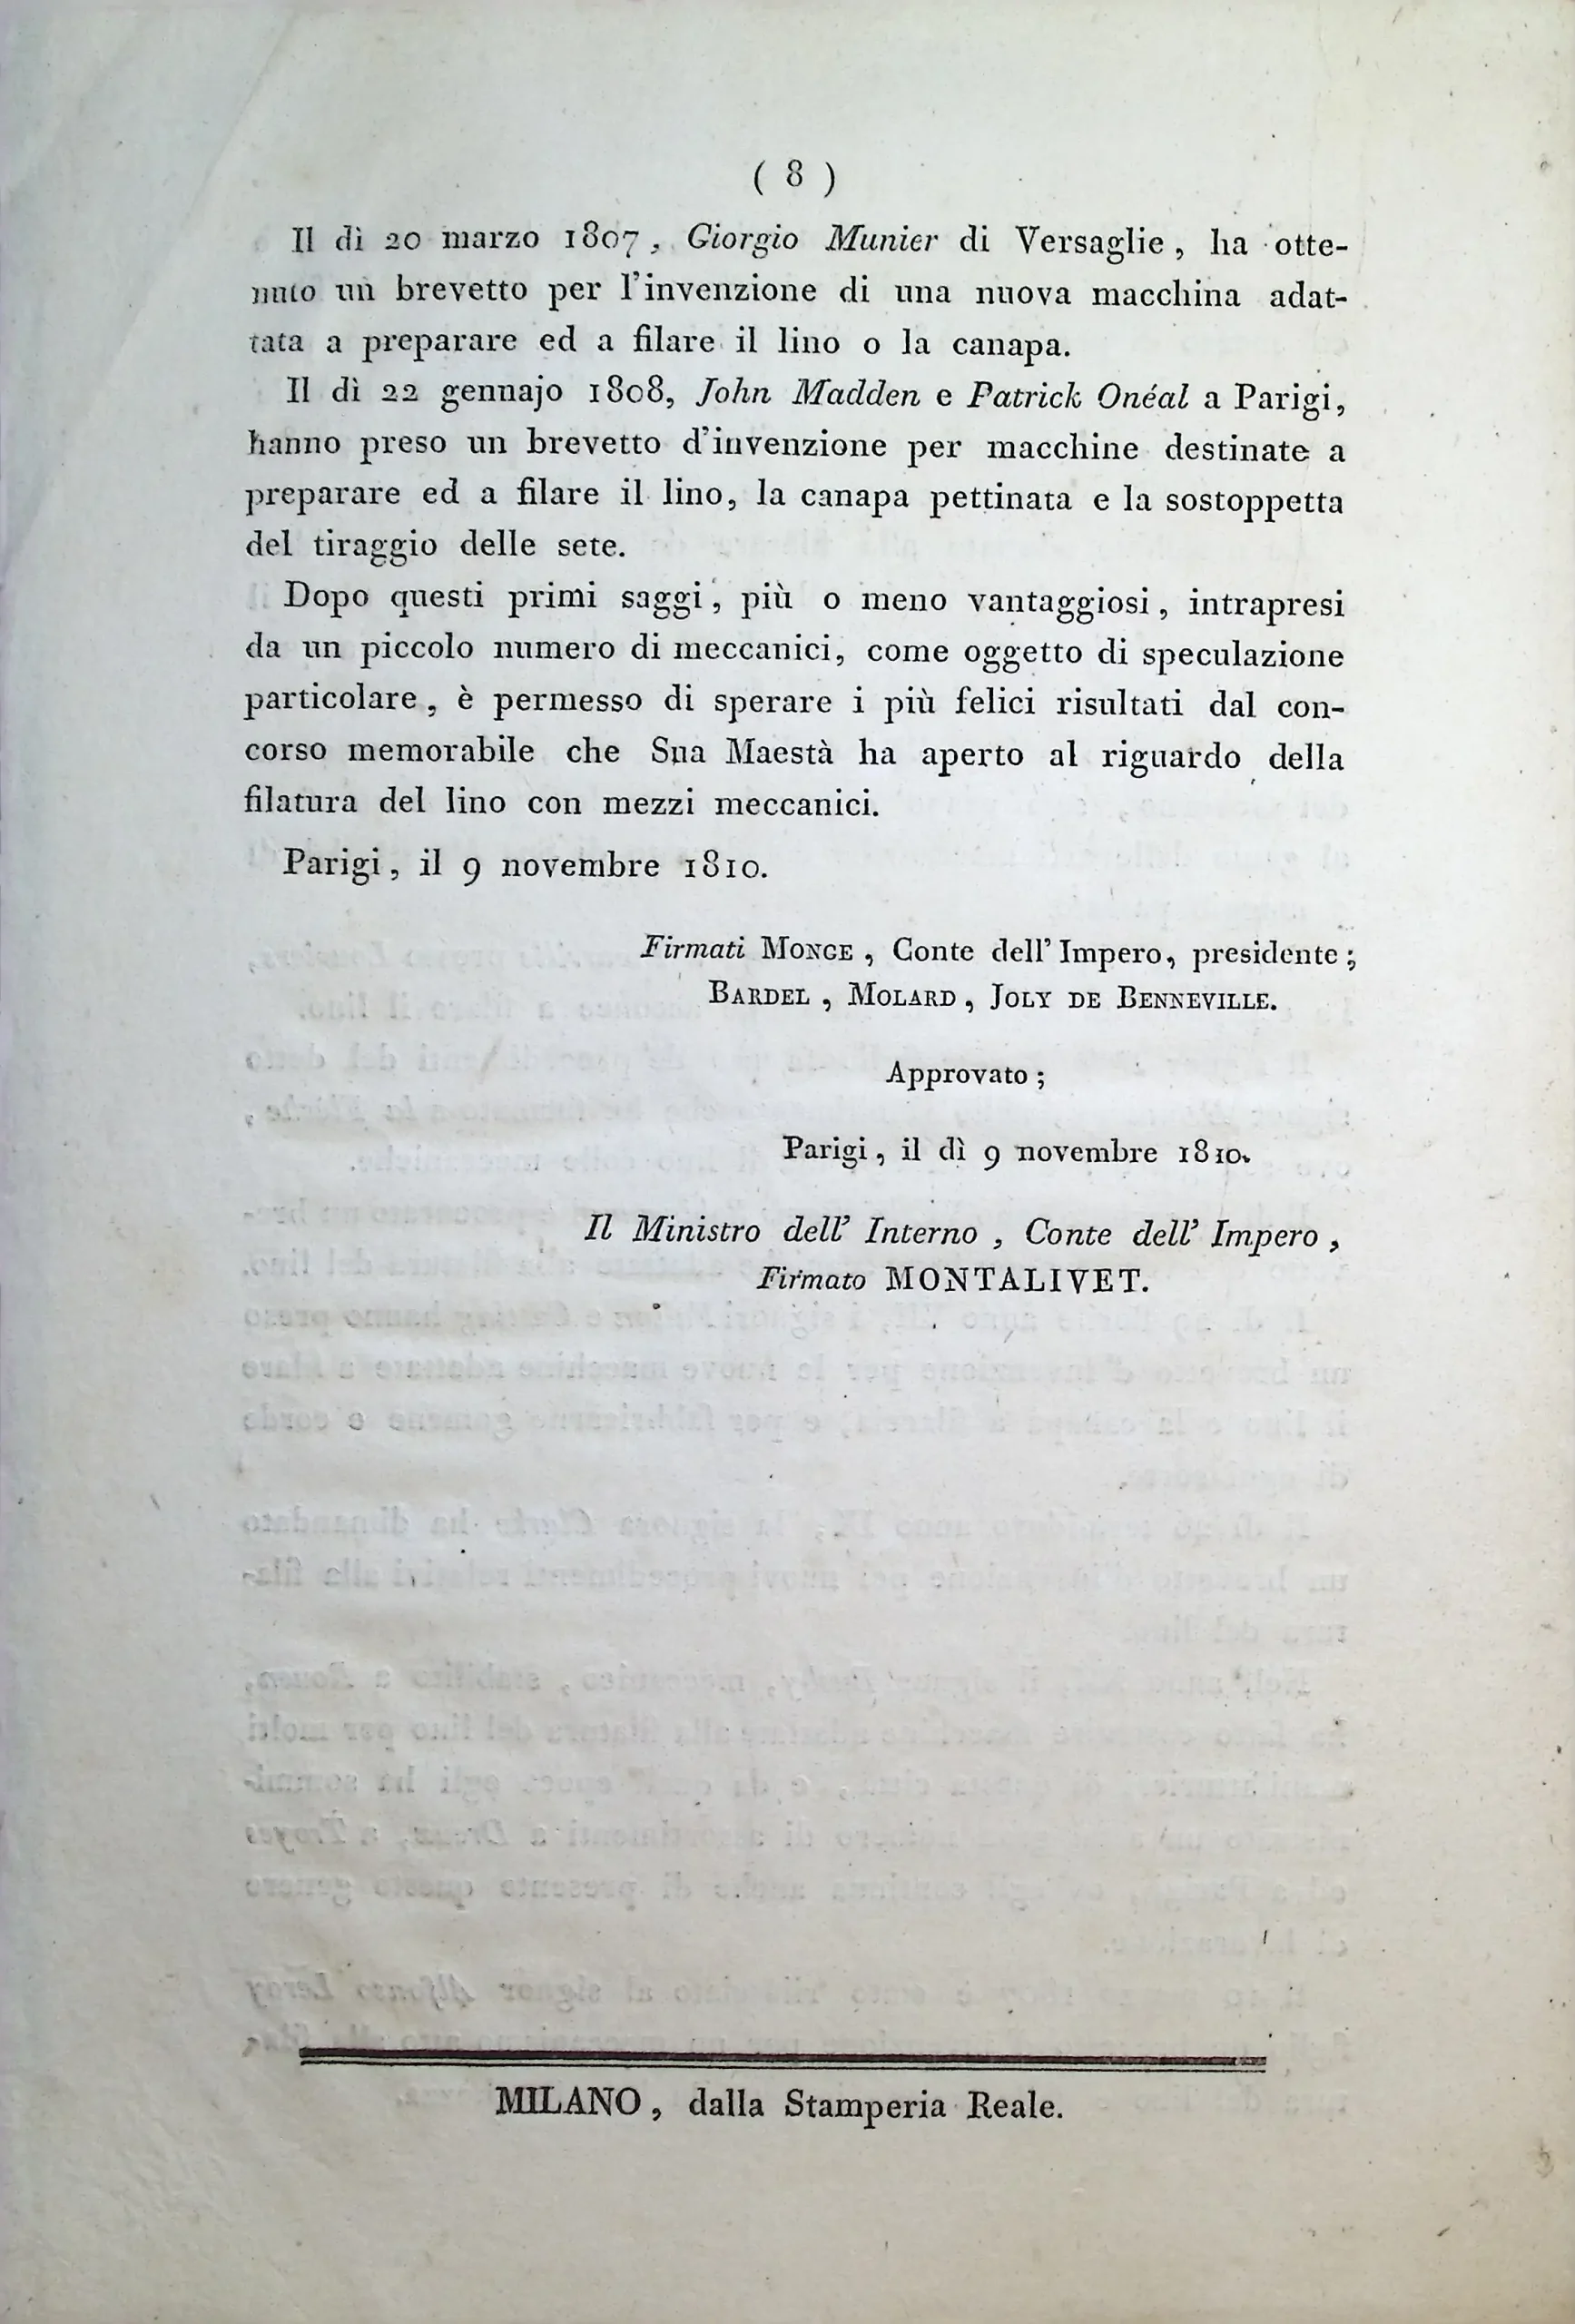 ( 8 )
Il dì 20 marzo 1807, Giorgio Munier di Versaglie, ha otte-
nuto un brevetto per l'invenzione di una nuova macchina adat-
tata a preparare ed a filare il lino o la canapa.
Il dì 22 gennajo 1808, John Madden e Patrick Onéal a Parigi,
hanno preso un brevetto d'invenzione per macchine destinate a
preparare ed a filare il lino, la canapa pettinata e la sostoppetta
del tiraggio delle sete.
Dopo questi primi saggi, più o meno vantaggiosi, intrapresi
da un piccolo numero di meccanici, come oggetto di speculazione
particolare, è permesso di sperare i più felici risultati dal con-
corso memorabile che Sua Maestà ha aperto al riguardo della
filatura del lino con mezzi meccanici.
Parigi, il 9 novembre 1810.
Firmati MONGE, Conte dell' Impero, presidente;
BARDEL, MOLARD, JOLY DE BENNEVILLE.
Approvato;
Parigi, il dì 9 novembre 1810.
Il Ministro dell' Interno, Conte dell' Impero,
Firmato MONTALIVET.
MILANO, dalla Stamperia Reale.